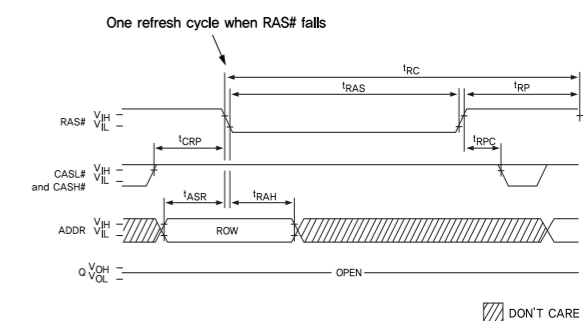 One refresh cycle when RAS# falls
tRC
tRAS
tRP
RAS# VIH
VIL
tCRP
tRPC
CASL#
and CASH#
VIH
VIL
tASR
tRAH
ADDR VIH
VIL
ROW
Q VOH
VOL
OPEN
DON'T CARE